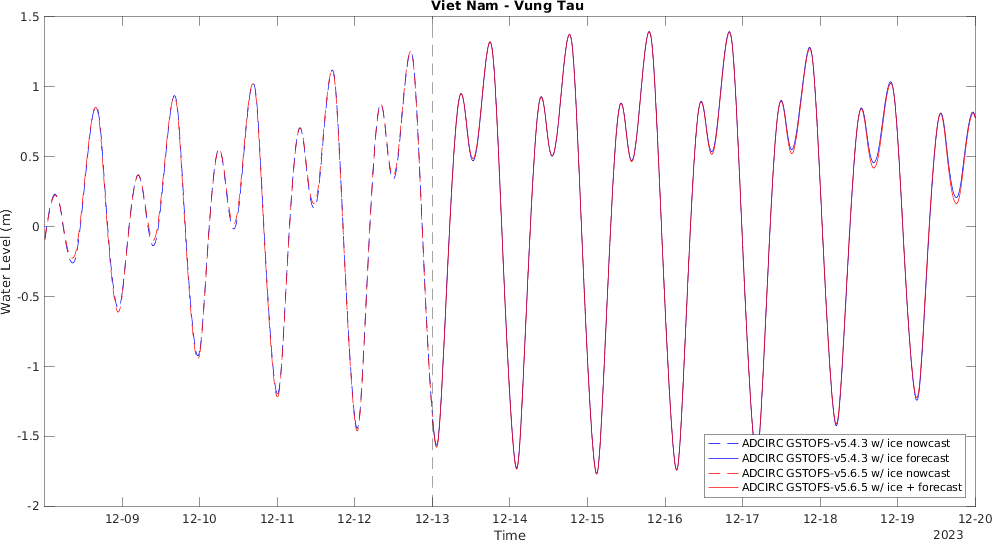 Viet Nam - Vung Tau
1.5
1
0.5
0
-0.5
-1
-1.5
-2
Water Level (m)
12-09 12-10 12-11 12-12 12-13 12-14 12-15 12-16 12-17 12-18 12-19 12-20
Time
2023
ADCIRC GSTOFS-v5.4.3 w/ ice nowcast
ADCIRC GSTOFS-v5.4.3 w/ ice forecast
ADCIRC GSTOFS-v5.6.5 w/ ice nowcast
ADCIRC GSTOFS-v5.6.5 w/ ice + forecast